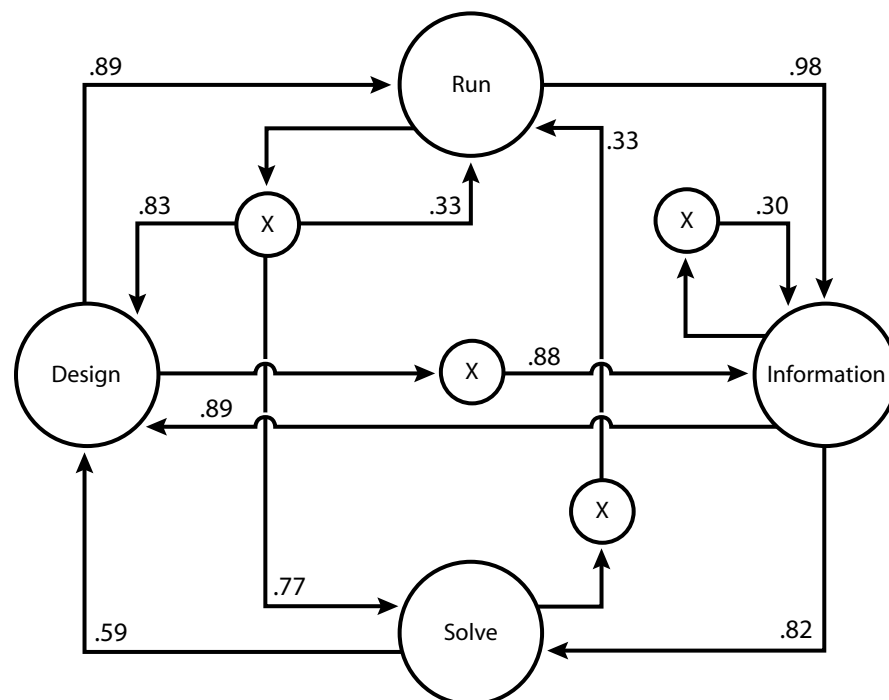 .89
Run
.98
.33
.83
X
.33
X
.30
Design
X
.88
Information
.89
X
.77
Solve
.59
.82